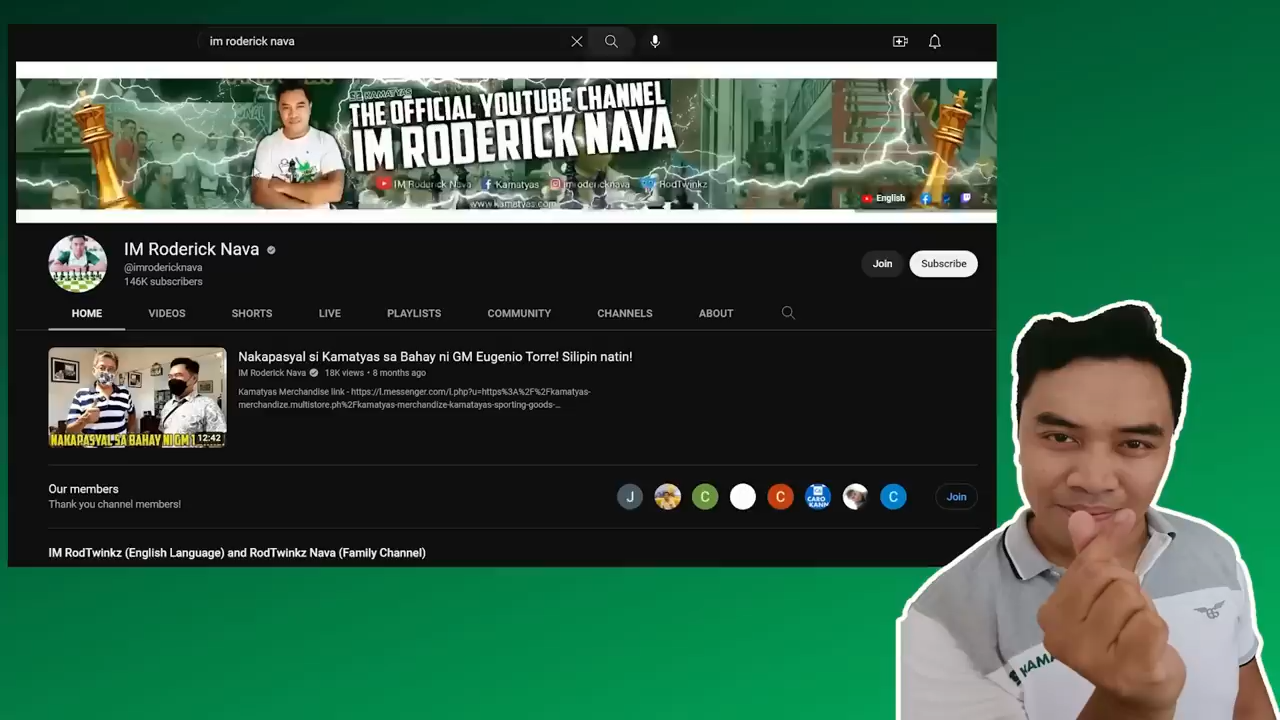 im roderick nava
KAMATYAS
THE OFFICIAL YOUTUBE CHANNEL
IM RODERICK NAVA
IM Roderick Nava Kamatyas imrodericknava RodTwinkz
www.kamatyas.com
English
IM Roderick Nava
@imrodericknava
146K subscribers
Join
Subscribe
HOME VIDEOS SHORTS LIVE PLAYLISTS COMMUNITY CHANNELS ABOUT
Nakapasyal si Kamatyas sa Bahay ni GM Eugenio Torre! Silipin natin!
IM Roderick Nava 18K views • 8 months ago
Kamatyas Merchandise link - https://l.messenger.com/l.php?u=https%3A%2F%2Fkamatyas-
merchandize.multistore.ph%2Fkamatyas-merchandize-kamatayas-sporting-goods-...
NAKAPASYAL SA BAHAY NI GM
12:42
Our members
Thank you channel members!
J C C CARO KANN C
Join
IM RodTwinkz (English Language) and RodTwinkz Nava (Family Channel)
KAMA